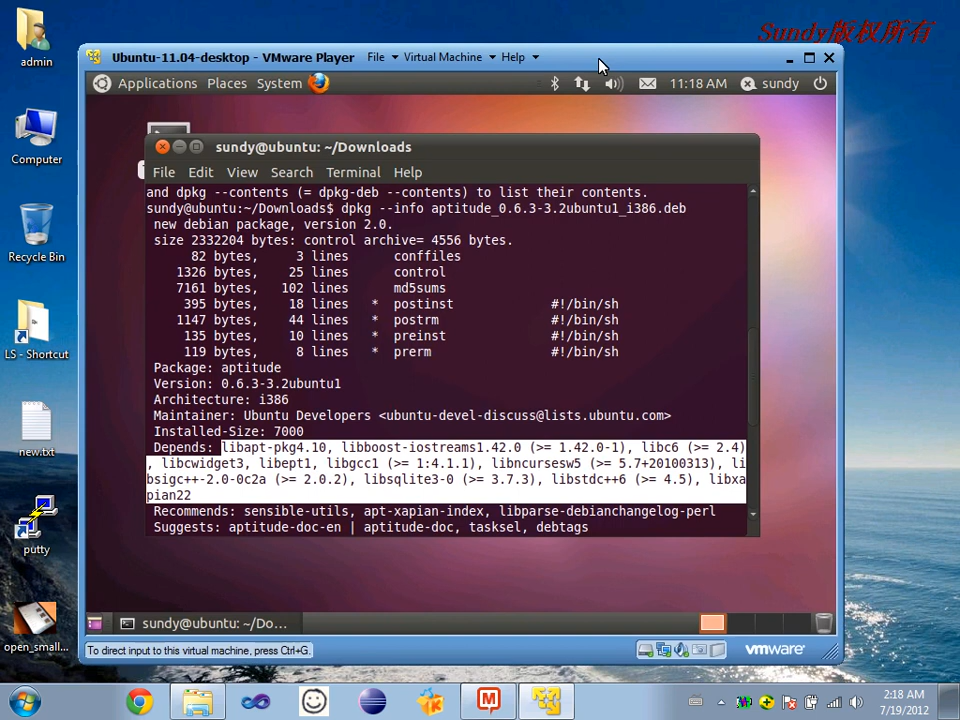 admin
Computer
Recycle Bin
LS - Shortcut
new.txt
putty
open_small...
Sundy版权所有
Ubuntu-11.04-desktop - VMware Player File Virtual Machine Help
Applications Places System 11:18 AM sundy
sundy@ubuntu: ~/Downloads
File Edit View Search Terminal Help
and dpkg --contents (= dpkg-deb --contents) to list their contents.
sundy@ubuntu:~/Downloads$ dpkg --info aptitude_0.6.3-3.2ubuntu1_i386.deb
new debian package, version 2.0.
size 2332204 bytes: control archive= 4556 bytes.
82 bytes, 3 lines conffiles
1326 bytes, 25 lines control
7161 bytes, 102 lines md5sums
395 bytes, 18 lines * postinst #!/bin/sh
1147 bytes, 44 lines * postrm #!/bin/sh
135 bytes, 10 lines * preinst #!/bin/sh
119 bytes, 8 lines * prerm #!/bin/sh
Package: aptitude
Version: 0.6.3-3.2ubuntu1
Architecture: i386
Maintainer: Ubuntu Developers <ubuntu-devel-discuss@lists.ubuntu.com>
Installed-Size: 7000
Depends: libapt-pkg4.10, libboost-iostreams1.42.0 (>= 1.42.0-1), libc6 (>= 2.4)
, libcwidget3, libept1, libgcc1 (>= 1:4.1.1), libncursesw5 (>= 5.7+20100313), li
bsigc++-2.0-0c2a (>= 2.0.2), libsqlite3-0 (>= 3.7.3), libstdc++6 (>= 4.5), libxa
pian22
Recommends: sensible-utils, apt-xapian-index, libparse-debianchangelog-perl
Suggests: aptitude-doc-en | aptitude-doc, tasksel, debtags
sundy@ubuntu: ~/Do...
To direct input to this virtual machine, press Ctrl+G.
vmware
2:18 AM
7/19/2012